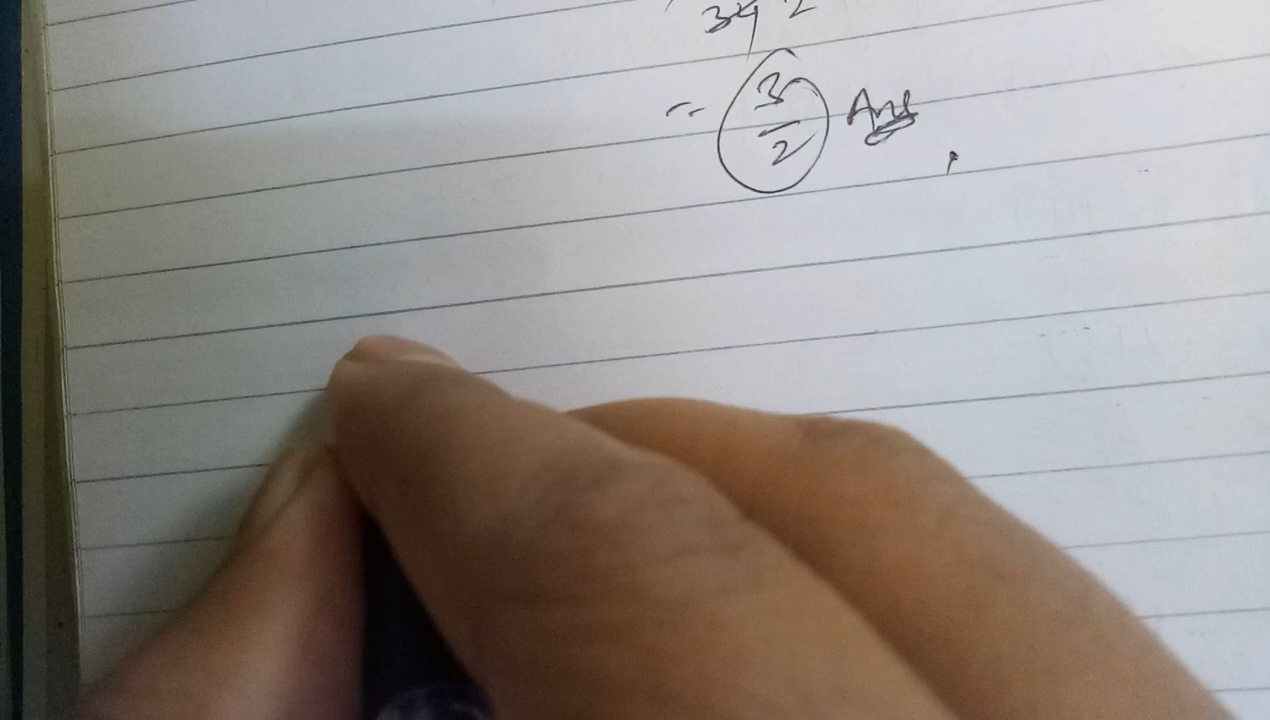 = 3/2 Ans